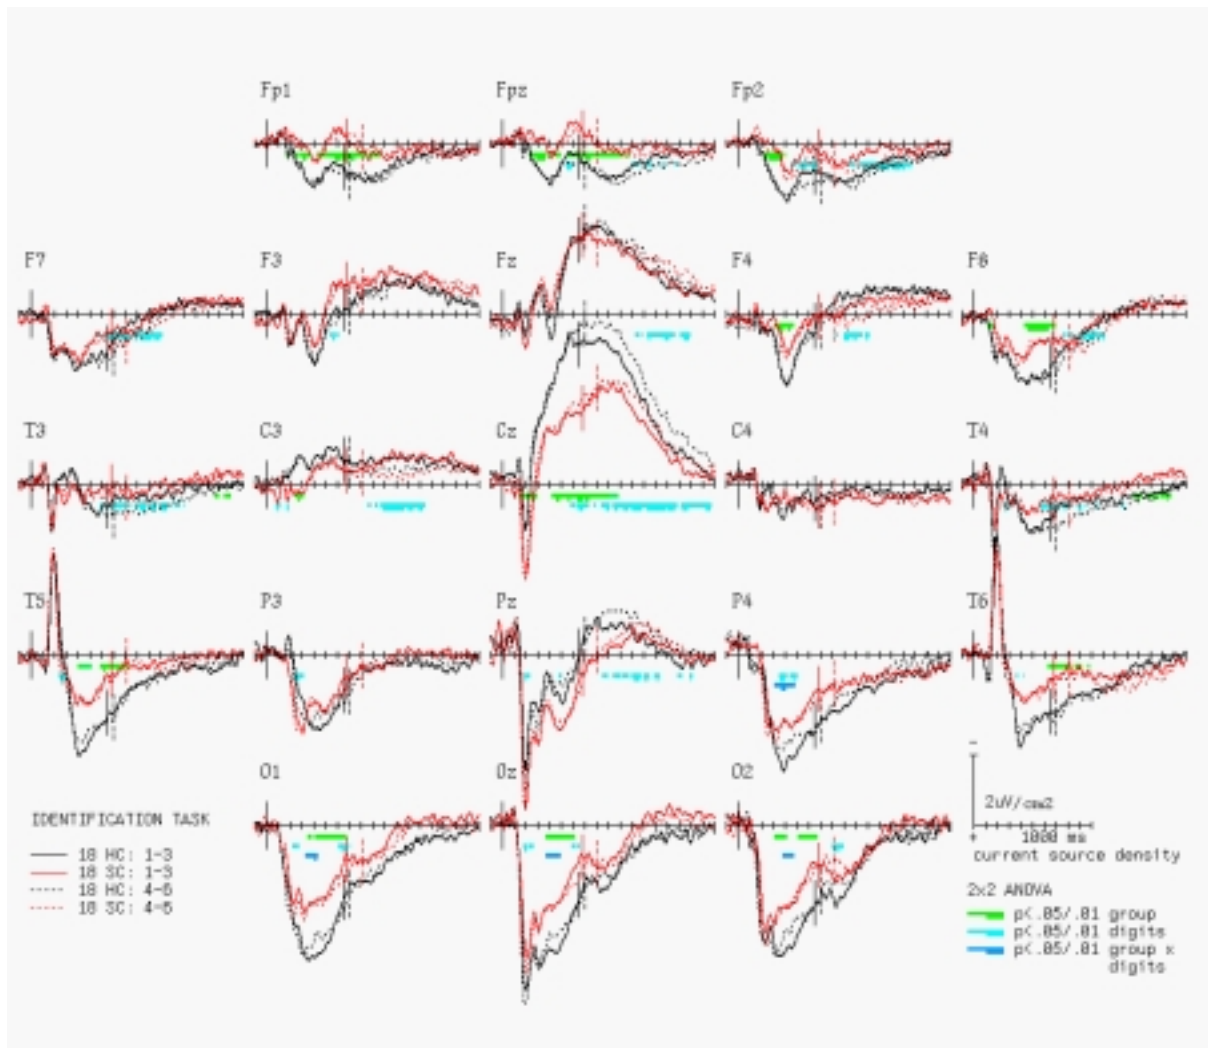 Fp1 Fpz Fp2
F7 F3 Fz F4 F8
T3 C3 Cz C4 T4
T5 P3 Pz P4 T6
O1 Oz O2
IDENTIFICATION TASK
18 HC: 1-3
18 SC: 1-3
18 HC: 4-6
18 SC: 4-6
2uV/cm2
1000 ms
current source density
2x2 ANOVA
p<.05/.01 group
p<.05/.01 digits
p<.05/.01 group x
digits